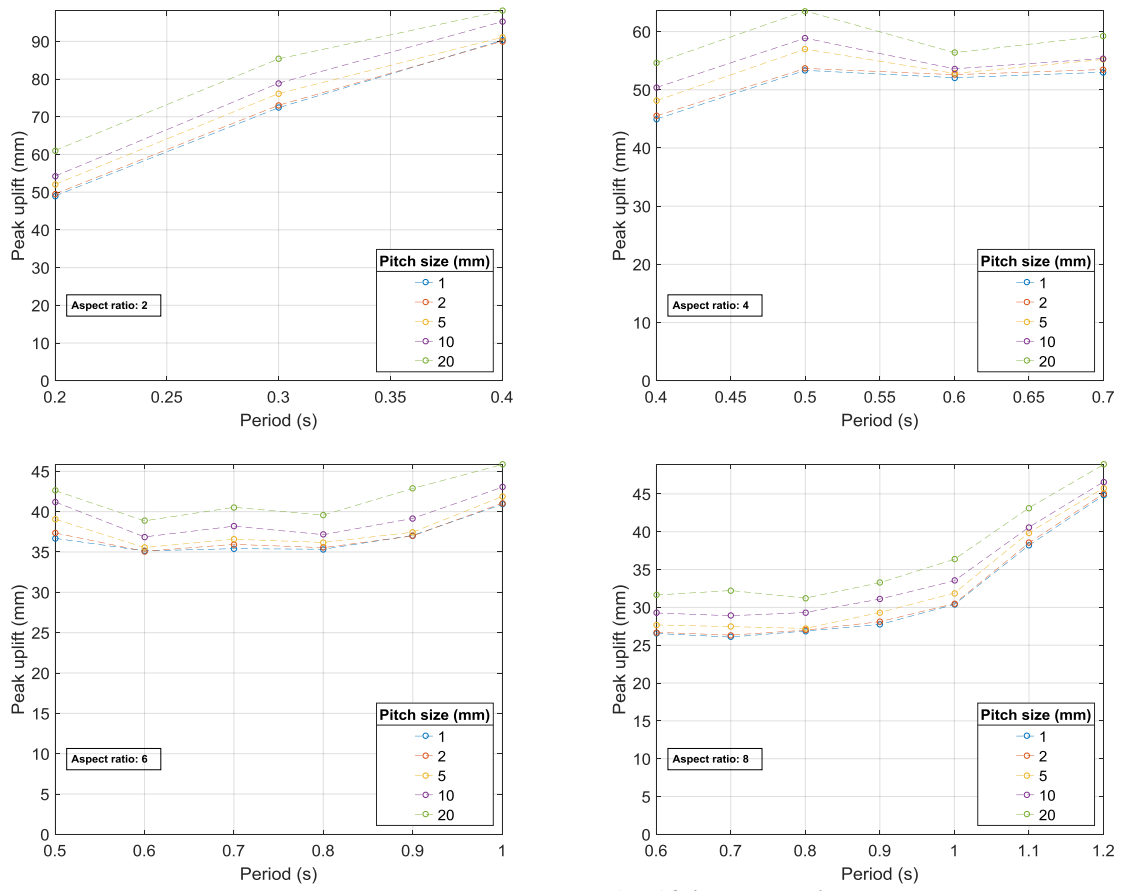 90
80
70
60
50
40
30
20
10
0
Peak uplift (mm)
0.2 0.25 0.3 0.35 0.4
Period (s)
Aspect ratio: 2
Pitch size (mm)
1
2
5
10
20
60
50
40
30
20
10
0
Peak uplift (mm)
0.4 0.45 0.5 0.55 0.6 0.65 0.7
Period (s)
Aspect ratio: 4
Pitch size (mm)
1
2
5
10
20
45
40
35
30
25
20
15
10
5
0
Peak uplift (mm)
0.5 0.6 0.7 0.8 0.9 1
Period (s)
Aspect ratio: 6
Pitch size (mm)
1
2
5
10
20
45
40
35
30
25
20
15
10
5
0
Peak uplift (mm)
0.6 0.7 0.8 0.9 1 1.1 1.2
Period (s)
Aspect ratio: 8
Pitch size (mm)
1
2
5
10
20